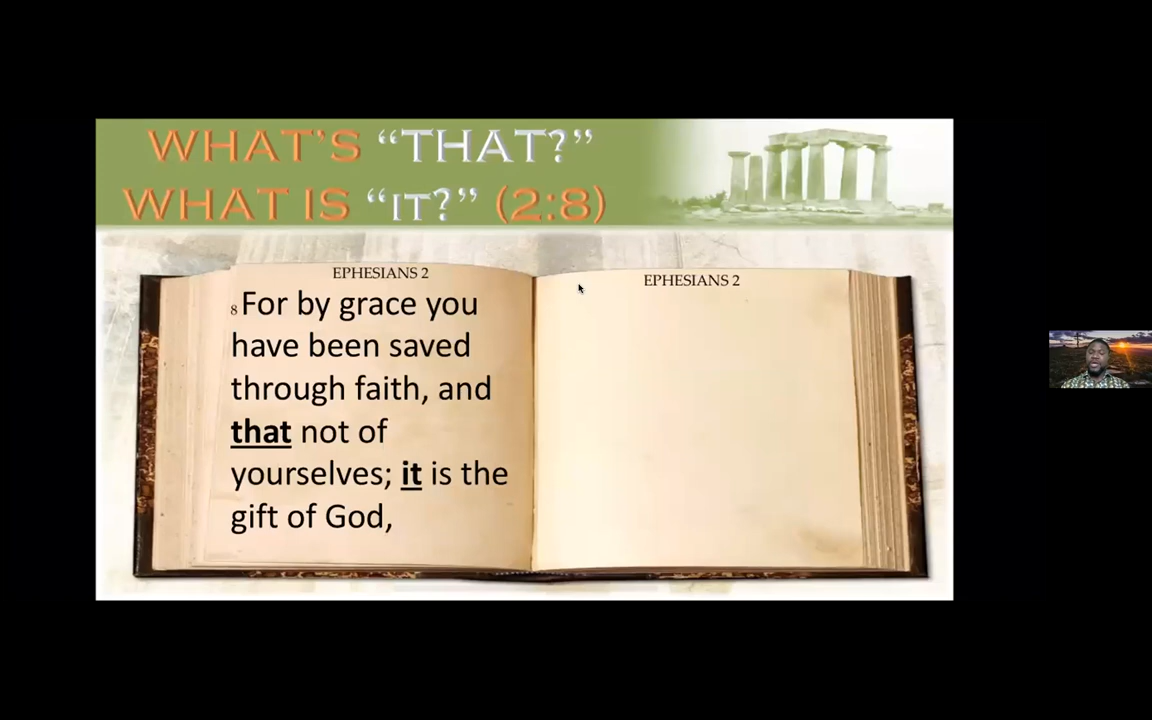 WHAT'S “THAT?”
WHAT IS “IT?” (2:8)
EPHESIANS 2
8 For by grace you
have been saved
through faith, and
that not of
yourselves; it is the
gift of God,
EPHESIANS 2